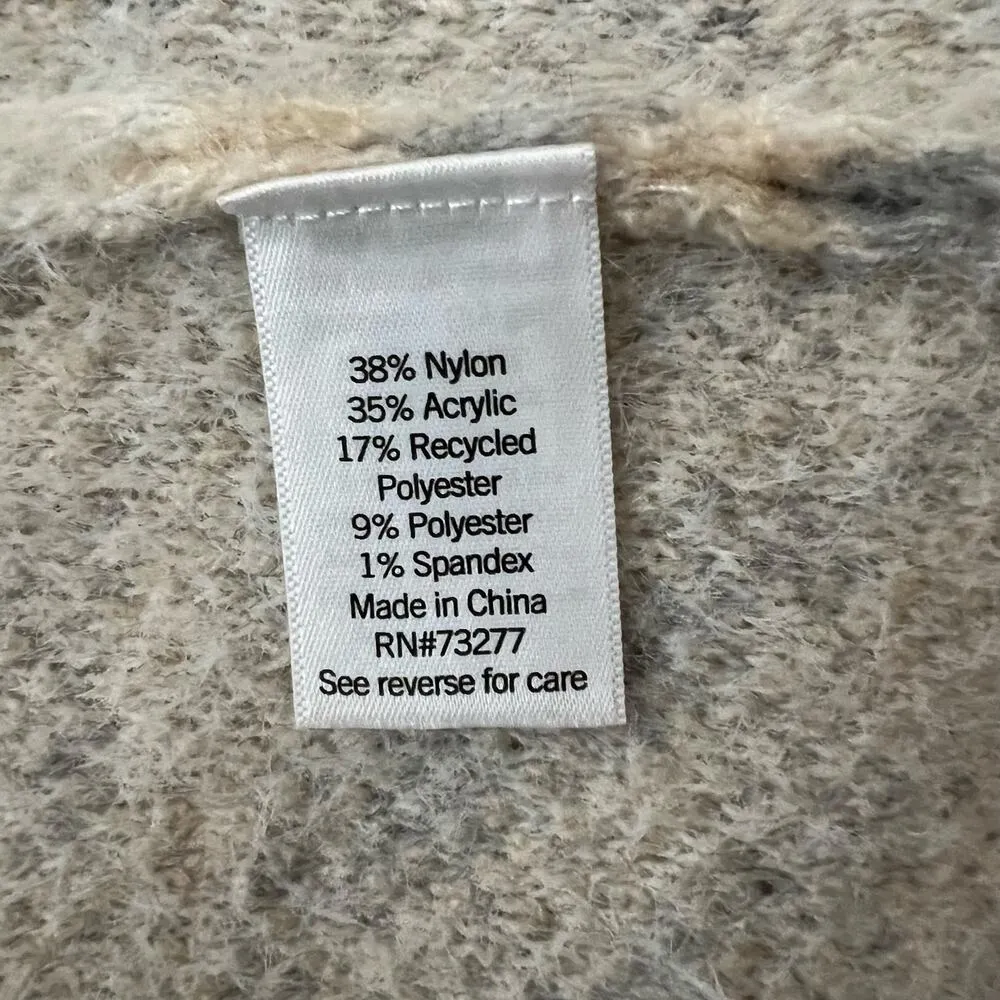 38% Nylon
35% Acrylic
17% Recycled
Polyester
9% Polyester
1% Spandex
Made in China
RN#73277
See reverse for care